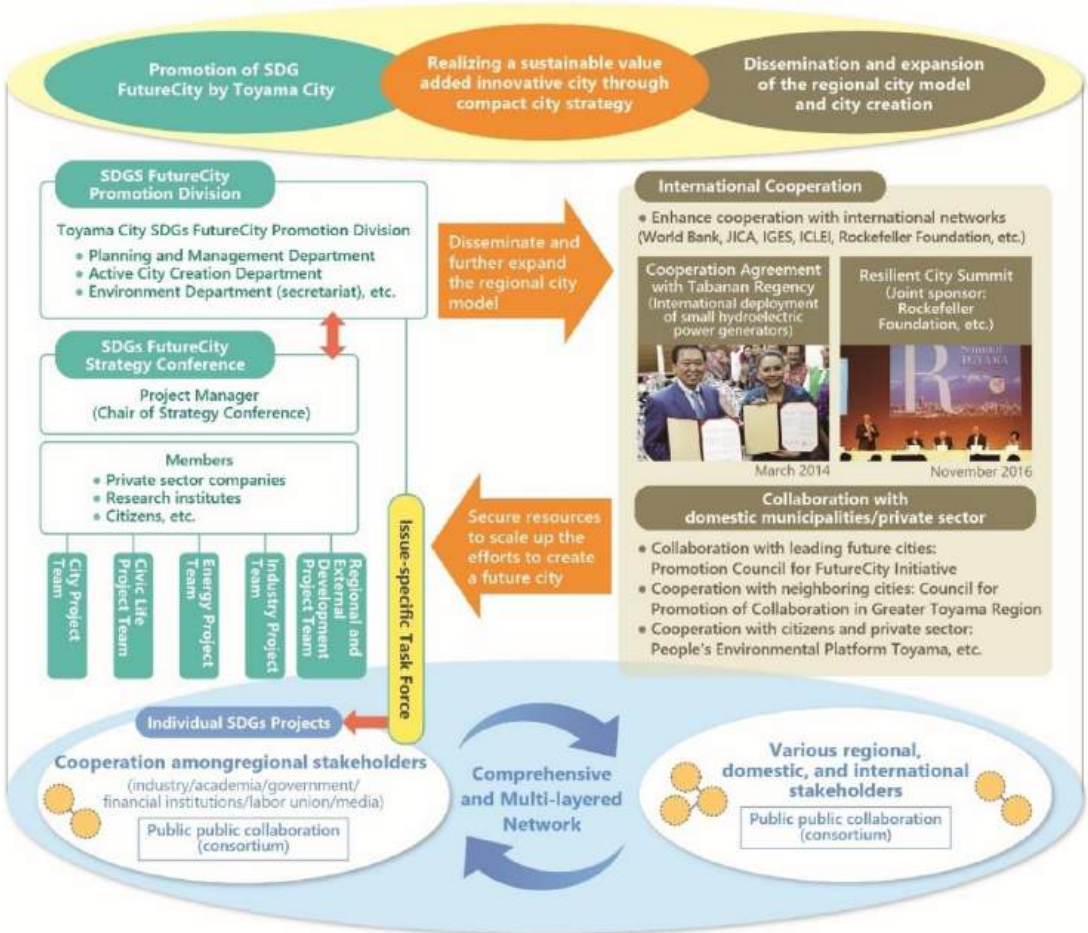 Promotion of SDG
FutureCity by Toyama City
Realizing a sustainable value
added innovative city through
compact city strategy
Dissemination and expansion
of the regional city model
and city creation
SDGS FutureCity
Promotion Division
Toyama City SDGs FutureCity Promotion Division
• Planning and Management Department
• Active City Creation Department
• Environment Department (secretariat), etc.
SDGs FutureCity
Strategy Conference
Project Manager
(Chair of Strategy Conference)
Members
• Private sector companies
• Research institutes
• Citizens, etc.
City Project
Team
Civic Life
Project Team
Energy Project
Team
Industry Project
Team
Regional and
External
Development
Project Team
Issue-specific Task Force
Disseminate and
further expand
the regional city
model
Secure resources
to scale up the
efforts to create
a future city
International Cooperation
• Enhance cooperation with international networks
(World Bank, JICA, IGES, ICLEI, Rockefeller Foundation, etc.)
Cooperation Agreement
with Tabanan Regency
(International deployment
of small hydroelectric
power generators)
March 2014
Resilient City Summit
(Joint sponsor:
Rockefeller
Foundation, etc.)
R
Summit
TOYAMA
November 2016
Collaboration with
domestic municipalities/private sector
• Collaboration with leading future cities:
Promotion Council for FutureCity Initiative
• Cooperation with neighboring cities: Council for
Promotion of Collaboration in Greater Toyama Region
• Cooperation with citizens and private sector:
People's Environmental Platform Toyama, etc.
Individual SDGs Projects
Cooperation amongregional stakeholders
(industry/academia/government/
financial institutions/labor union/media)
Public public collaboration
(consortium)
Comprehensive
and Multi-layered
Network
Various regional,
domestic, and international
stakeholders
Public public collaboration
(consortium)